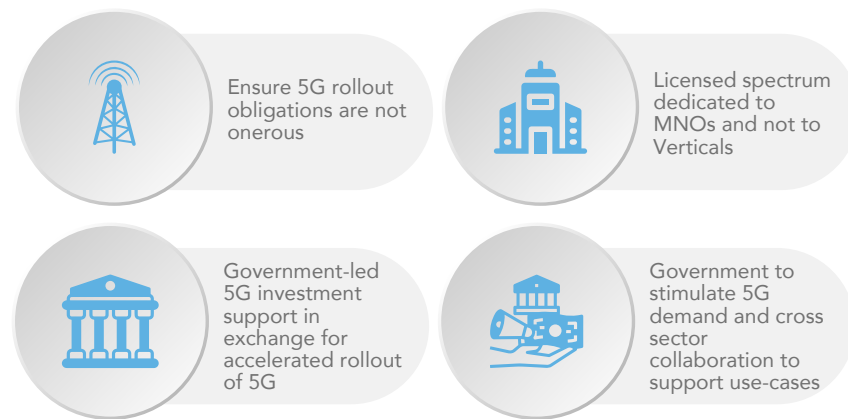 Ensure 5G rollout
obligations are not
onerous
Licensed spectrum
dedicated to
MNOs and not to
Verticals
Government-led
5G investment
support in
exchange for
accelerated rollout
of 5G
Government to
stimulate 5G
demand and cross
sector
collaboration to
support use-cases